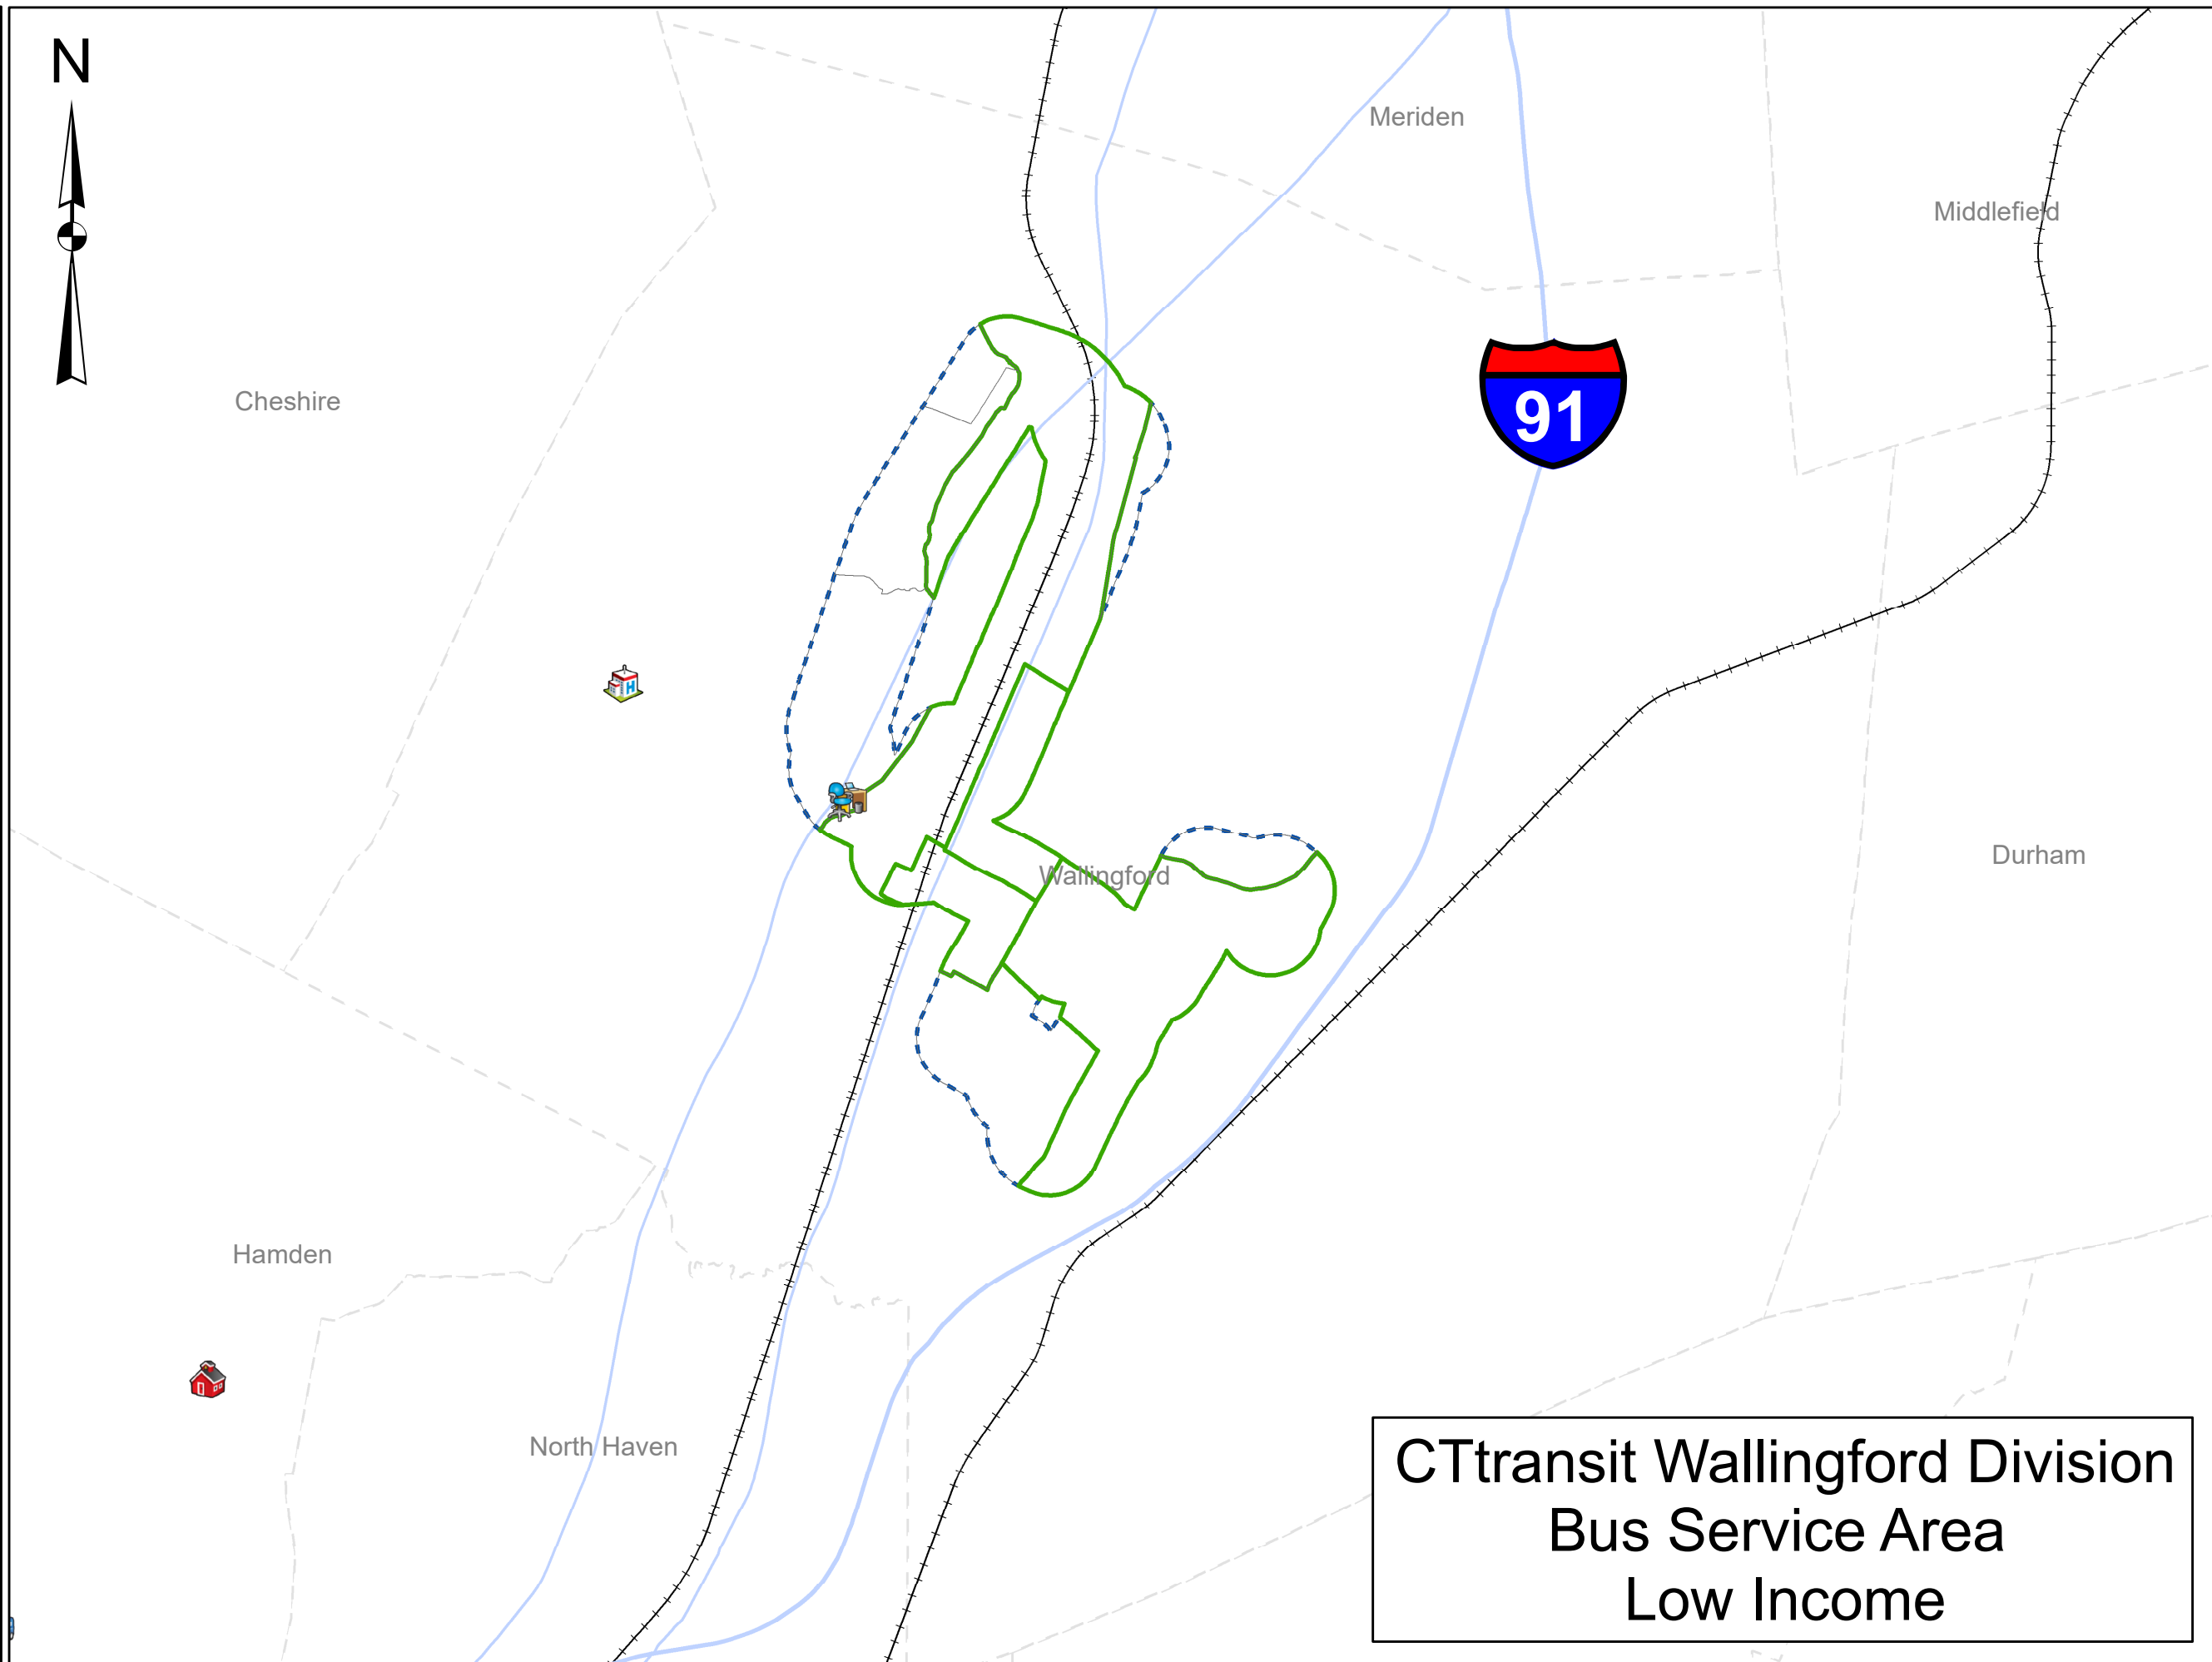 N
Meriden
Middlefield
91
Cheshire
Wallingford
Durham
Hamden
H
North Haven
CTtransit Wallingford Division
Bus Service Area
Low Income